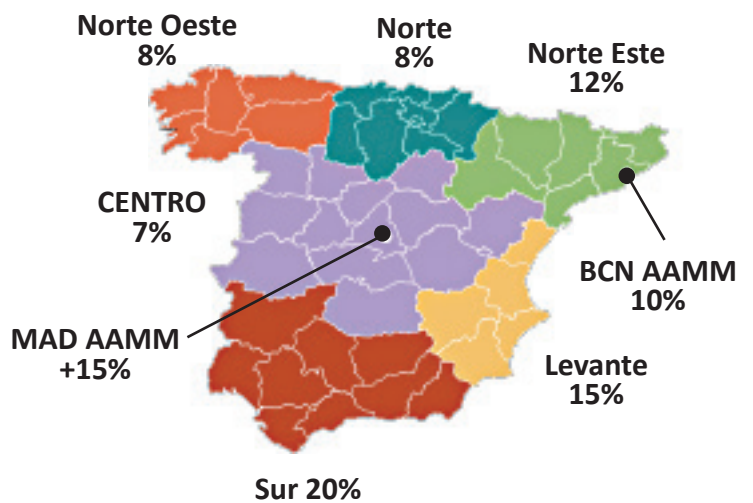 Norte Oeste
8%
Norte
8%
Norte Este
12%
CENTRO
7%
BCN AAMM
10%
MAD AAMM
+15%
Levante
15%
Sur 20%